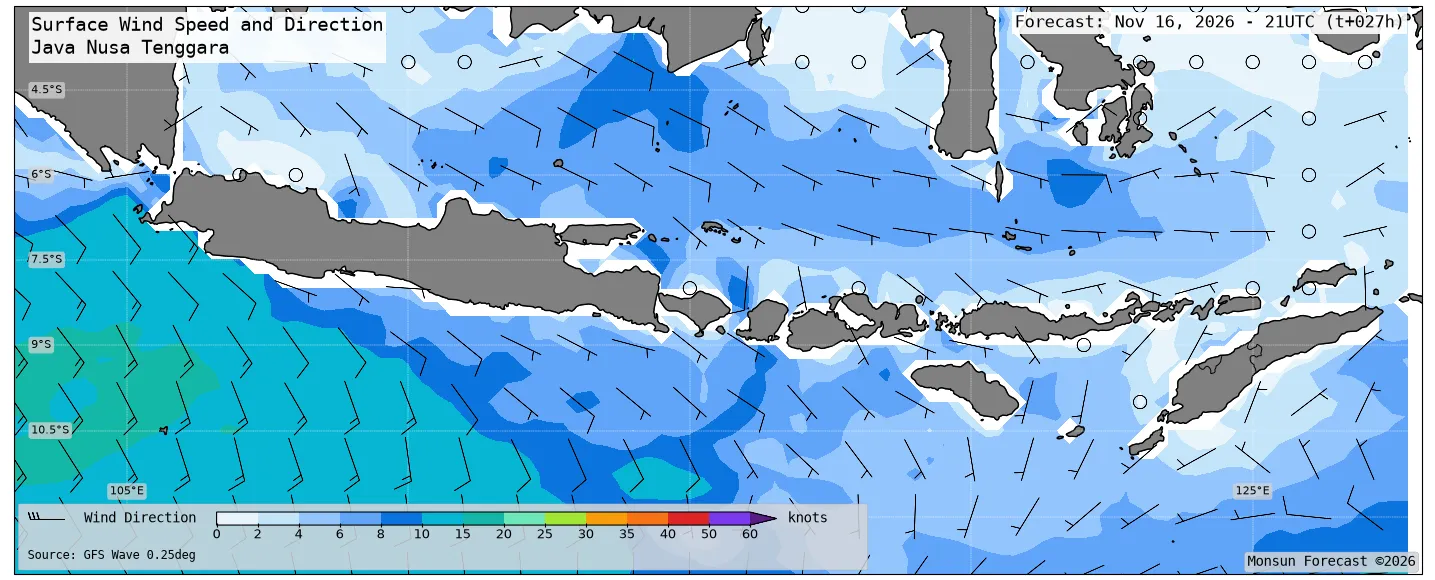 Surface Wind Speed and Direction
Java Nusa Tenggara
Forecast: Nov 16, 2026 - 21UTC (t+027h)
4.5°S
6°S
7.5°S
9°S
10.5°S
105°E
125°E
Wind Direction
0 2 4 6 8 10 15 20 25 30 35 40 50 60
knots
Source: GFS Wave 0.25deg
Monsun Forecast ©2026